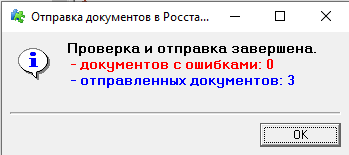 Отправка документов в Росста...
Проверка и отправка завершена.
- документов с ошибками: 0
- отправленных документов: 3
OK